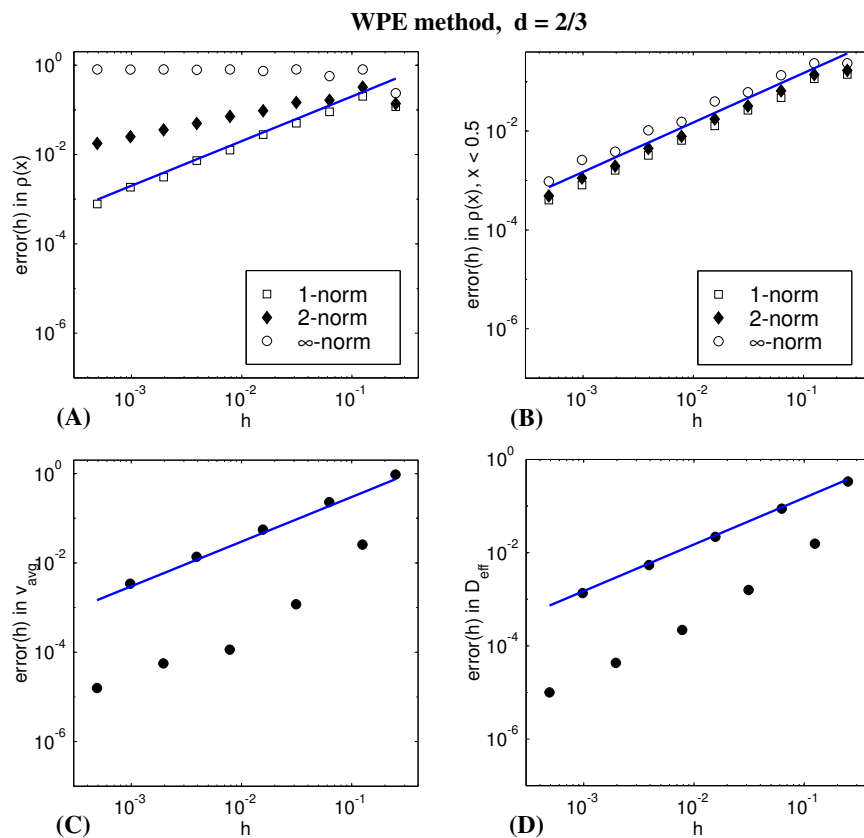 WPE method, d = 2/3
10^0
10^-2
10^-4
10^-6
error(h) in ρ(x)
1-norm
2-norm
∞-norm
10^-3
10^-2
10^-1
h
(A)
10^0
10^-2
10^-4
10^-6
error(h) in ρ(x), x < 0.5
1-norm
2-norm
∞-norm
10^-3
10^-2
10^-1
h
(B)
10^0
10^-2
10^-4
10^-6
error(h) in v_avg
10^-3
10^-2
10^-1
h
(C)
10^0
10^-2
10^-4
10^-6
error(h) in D_eff
10^-3
10^-2
10^-1
h
(D)